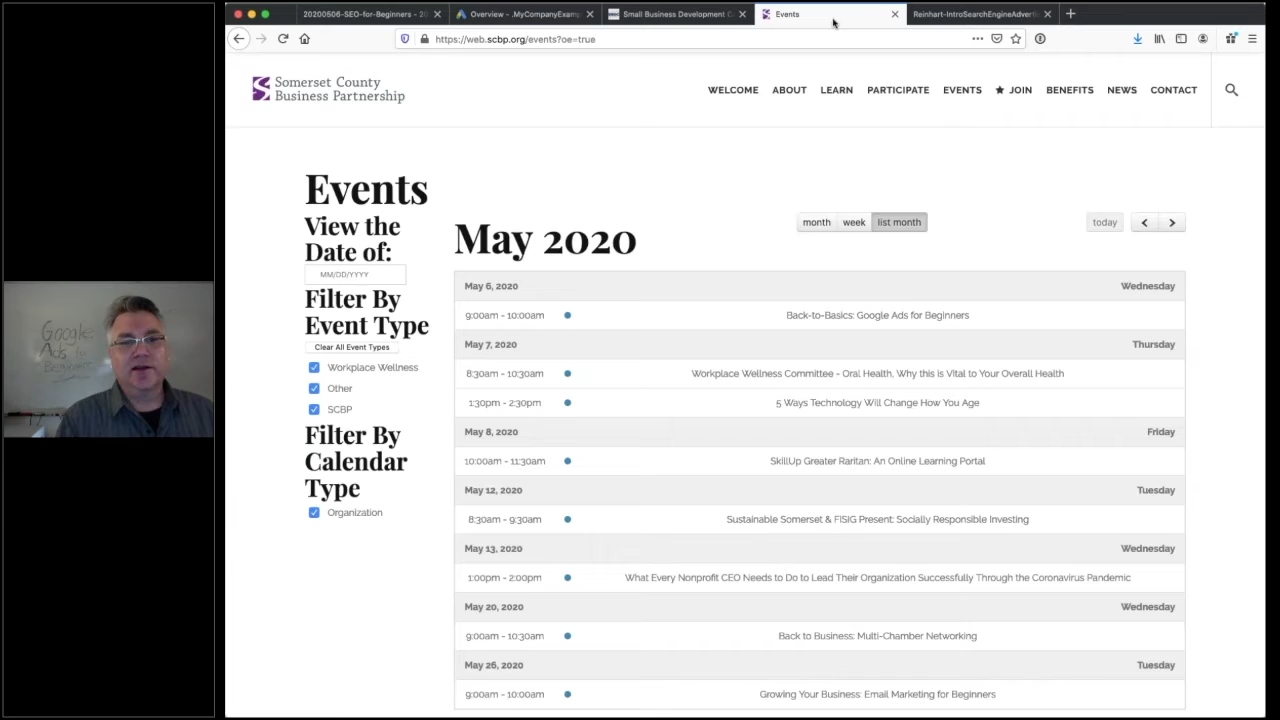 20200506-SEO-for-Beginners - 20
Overview - .MyCompanyExam
Small Business Development C
Events
Reinhart-IntroSearchEngineAdverti
https://web.scbp.org/events?oe=true
Somerset County
Business Partnership
WELCOME ABOUT LEARN PARTICIPATE EVENTS JOIN BENEFITS NEWS CONTACT
Events
View the
Date of:
MM/DD/YYYY
Filter By
Event Type
Clear All Event Types
Workplace Wellness
Other
SCBP
Filter By
Calendar
Type
Organization
May 2020
month week list month
today
May 6, 2020 Wednesday
9:00am - 10:00am Back-to-Basics: Google Ads for Beginners
May 7, 2020 Thursday
8:30am - 10:30am Workplace Wellness Committee - Oral Health, Why this is Vital to Your Overall Health
1:30pm - 2:30pm 5 Ways Technology Will Change How You Age
May 8, 2020 Friday
10:00am - 11:30am SkillUp Greater Raritan: An Online Learning Portal
May 12, 2020 Tuesday
8:30am - 9:30am Sustainable Somerset & FISIG Present: Socially Responsible Investing
May 13, 2020 Wednesday
1:00pm - 2:00pm What Every Nonprofit CEO Needs to Do to Lead Their Organization Successfully Through the Coronavirus Pandemic
May 20, 2020 Wednesday
9:00am - 10:30am Back to Business: Multi-Chamber Networking
May 26, 2020 Tuesday
9:00am - 10:00am Growing Your Business: Email Marketing for Beginners
Google
Ads for
Beginners